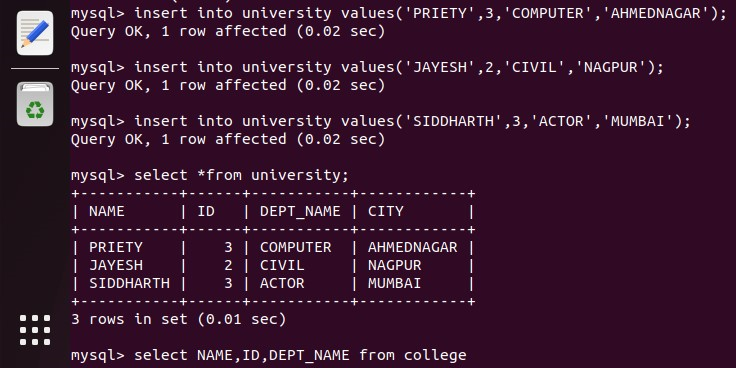 mysql> insert into university values('PRIETY',3,'COMPUTER','AHMEDNAGAR');
Query OK, 1 row affected (0.02 sec)
mysql> insert into university values('JAYESH',2,'CIVIL','NAGPUR');
Query OK, 1 row affected (0.02 sec)
mysql> insert into university values('SIDDHARTH',3,'ACTOR','MUMBAI');
Query OK, 1 row affected (0.02 sec)
mysql> select *from university;
+-----------+------+-----------+------------+
| NAME      | ID   | DEPT_NAME | CITY       |
+-----------+------+-----------+------------+
| PRIETY    |    3 | COMPUTER  | AHMEDNAGAR |
| JAYESH    |    2 | CIVIL     | NAGPUR     |
| SIDDHARTH |    3 | ACTOR     | MUMBAI     |
+-----------+------+-----------+------------+
3 rows in set (0.01 sec)
mysql> select NAME,ID,DEPT_NAME from college